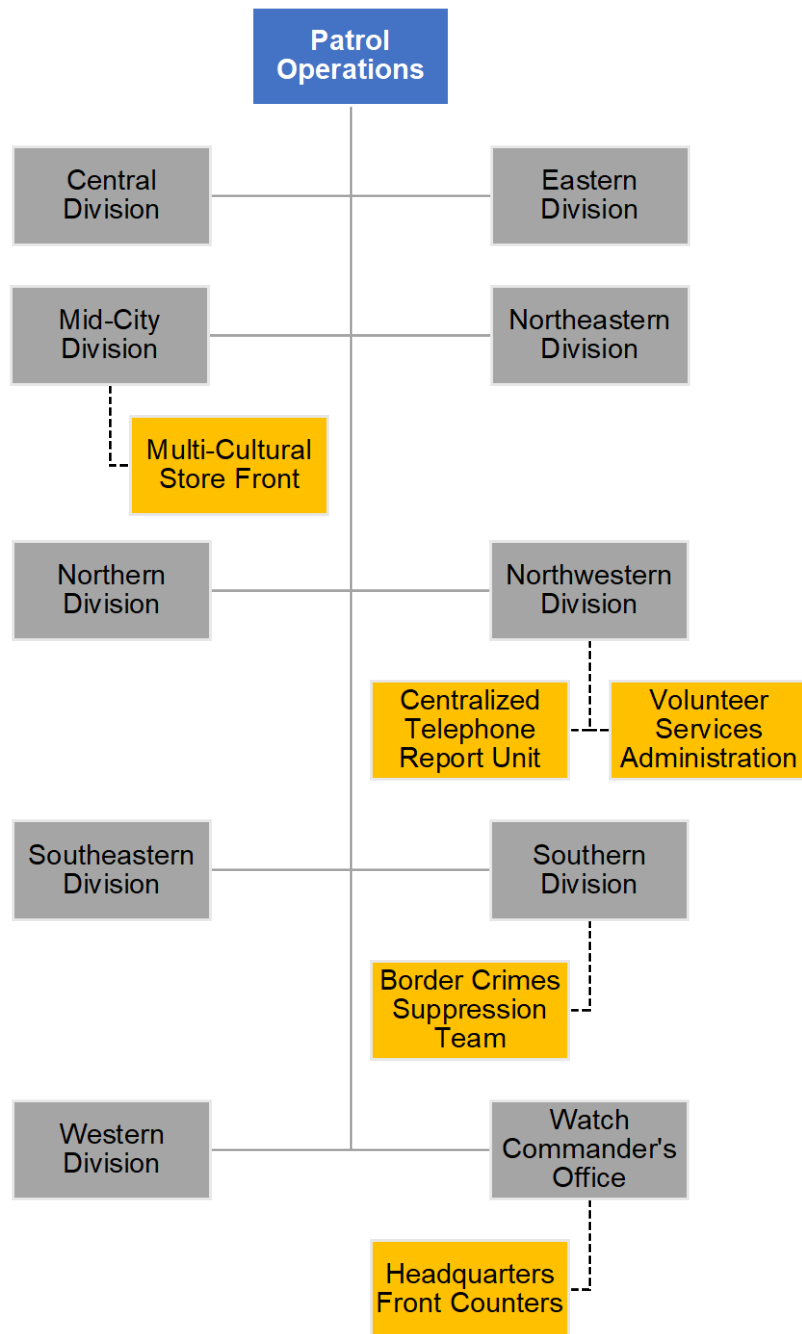 Patrol
Operations
Central
Division
Eastern
Division
Mid-City
Division
Northeastern
Division
Multi-Cultural
Store Front
Northern
Division
Northwestern
Division
Centralized
Telephone
Report Unit
Volunteer
Services
Administration
Southeastern
Division
Southern
Division
Border Crimes
Suppression
Team
Western
Division
Watch
Commander's
Office
Headquarters
Front Counters